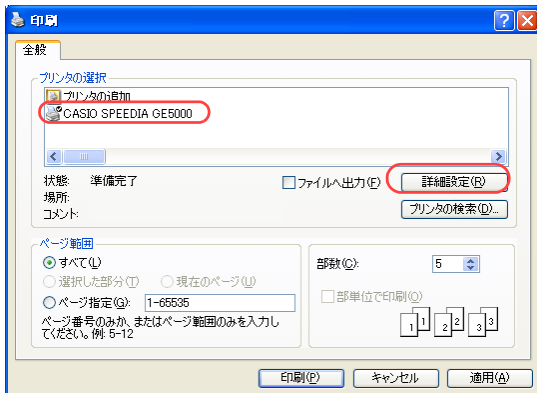 印刷
全般
プリンタの選択
プリンタの追加
CASIO SPEEDIA GE5000
状態: 準備完了
ファイルへ出力(F)
詳細設定(R)
場所:
コメント:
プリンタの検索(D)...
ページ範囲
すべて(L)
選択した部分(T) 現在のページ(U)
ページ指定(G): 1-65535
ページ番号のみか、またはページ範囲のみを入力し
てください。例: 5-12
部数(C): 5
部単位で印刷(O)
1 1 2 2 3 3
印刷(P) キャンセル 適用(A)